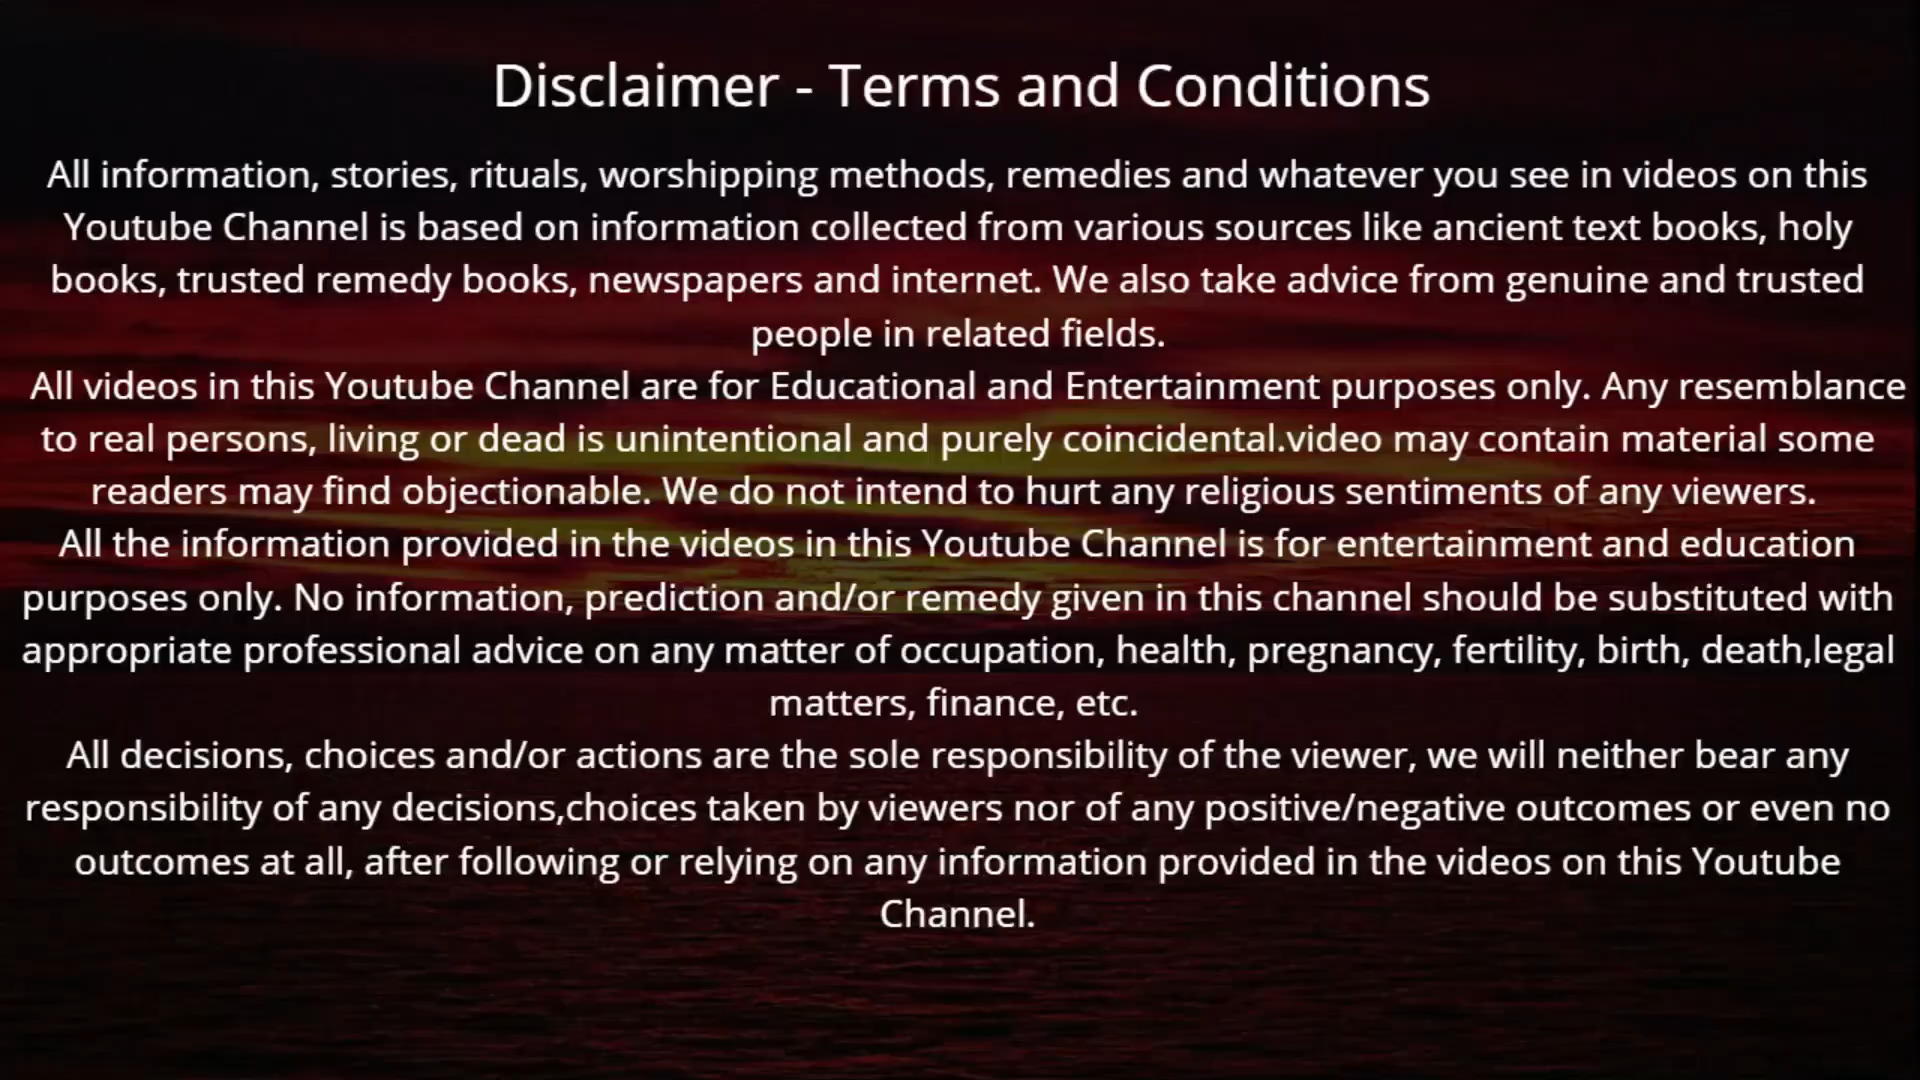 Disclaimer - Terms and Conditions
All information, stories, rituals, worshipping methods, remedies and whatever you see in videos on this
Youtube Channel is based on information collected from various sources like ancient text books, holy
books, trusted remedy books, newspapers and internet. We also take advice from genuine and trusted
people in related fields.
All videos in this Youtube Channel are for Educational and Entertainment purposes only. Any resemblance
to real persons, living or dead is unintentional and purely coincidental.video may contain material some
readers may find objectionable. We do not intend to hurt any religious sentiments of any viewers.
All the information provided in the videos in this Youtube Channel is for entertainment and education
purposes only. No information, prediction and/or remedy given in this channel should be substituted with
appropriate professional advice on any matter of occupation, health, pregnancy, fertility, birth, death,legal
matters, finance, etc.
All decisions, choices and/or actions are the sole responsibility of the viewer, we will neither bear any
responsibility of any decisions,choices taken by viewers nor of any positive/negative outcomes or even no
outcomes at all, after following or relying on any information provided in the videos on this Youtube
Channel.